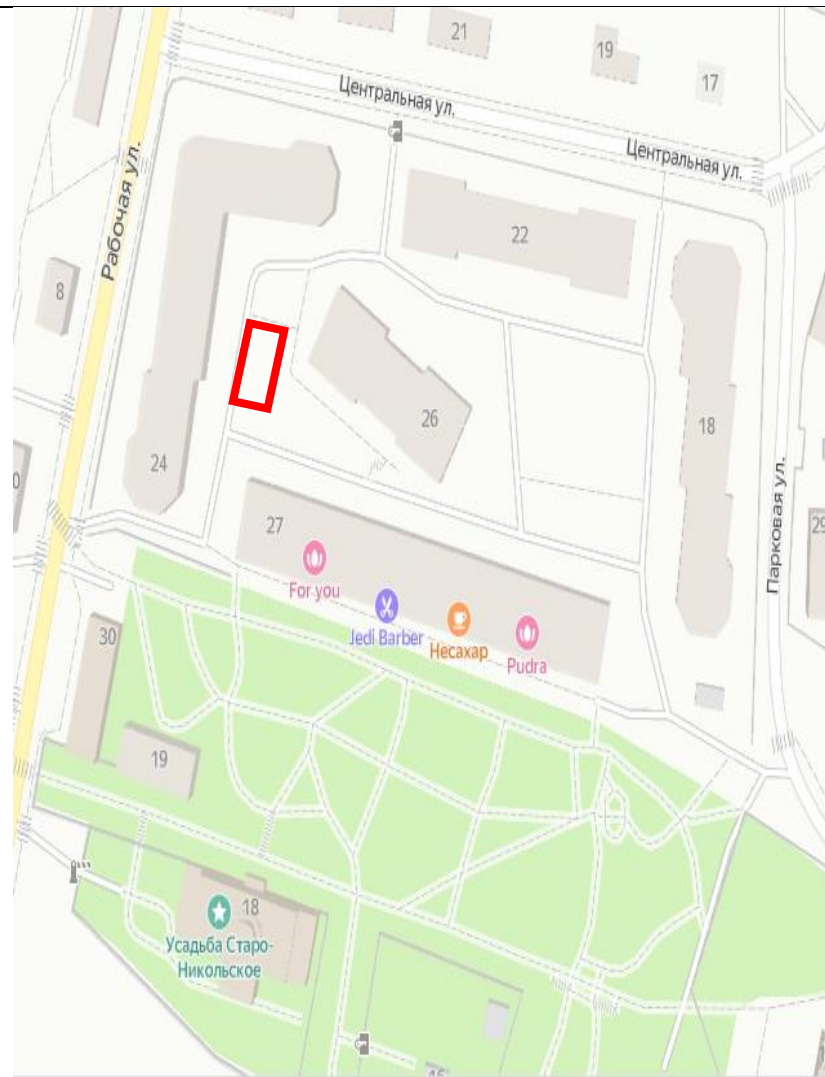 21
19
17
Центральная ул.
Центральная ул.
Рабочая ул.
22
8
26
18
24
27
Парковая ул.
29
For you
Jedi Barber
Несахар
Pudra
30
19
18
Усадьба Старо-
Никольское